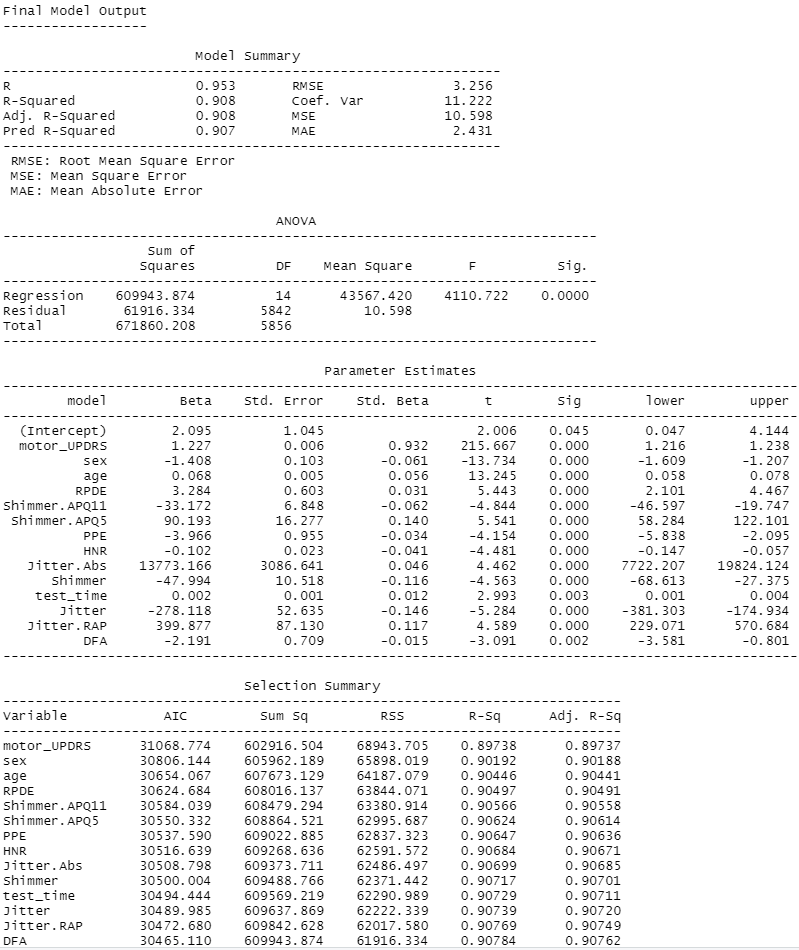 Final Model Output
------------------
Model Summary
--------------------------------------------------------------
R                       0.953       RMSE                3.256
R-Squared               0.908       Coef. Var          11.222
Adj. R-Squared          0.908       MSE                10.598
Pred R-Squared          0.907       MAE                 2.431
--------------------------------------------------------------
RMSE: Root Mean Square Error
MSE: Mean Square Error
MAE: Mean Absolute Error
ANOVA
--------------------------------------------------------------------------
Sum of
Squares          DF    Mean Square       F          Sig.
--------------------------------------------------------------------------
Regression    609943.874          14      43567.420    4110.722    0.0000
Residual       61916.334        5842         10.598
Total         671860.208        5856
--------------------------------------------------------------------------
Parameter Estimates
---------------------------------------------------------------------------------------------------
model         Beta    Std. Error    Std. Beta       t        Sig        lower        upper
---------------------------------------------------------------------------------------------------
(Intercept)        2.095         1.045                   2.006    0.045        0.047        4.144
motor_UPDRS        1.227         0.006        0.932    215.667    0.000        1.216        1.238
sex       -1.408         0.103       -0.061    -13.734    0.000       -1.609       -1.207
age        0.068         0.005        0.056     13.245    0.000        0.058        0.078
RPDE        3.284         0.603        0.031      5.443    0.000        2.101        4.467
Shimmer.APQ11      -33.172         6.848       -0.062     -4.844    0.000      -46.597      -19.747
Shimmer.APQ5       90.193        16.277        0.140      5.541    0.000       58.284      122.101
PPE       -3.966         0.955       -0.034     -4.154    0.000       -5.838       -2.095
HNR       -0.102         0.023       -0.041     -4.481    0.000       -0.147       -0.057
Jitter.Abs    13773.166      3086.641        0.046      4.462    0.000     7722.207    19824.124
Shimmer      -47.994        10.518       -0.116     -4.563    0.000      -68.613      -27.375
test_time        0.002         0.001        0.012      2.993    0.003        0.001        0.004
Jitter     -278.118        52.635       -0.146     -5.284    0.000     -381.303     -174.934
Jitter.RAP      399.877        87.130        0.117      4.589    0.000      229.071      570.684
DFA       -2.191         0.709       -0.015     -3.091    0.002       -3.581       -0.801
---------------------------------------------------------------------------------------------------
Selection Summary
-----------------------------------------------------------------------------
Variable            AIC         Sum Sq         RSS        R-Sq      Adj. R-Sq
-----------------------------------------------------------------------------
motor_UPDRS      31068.774    602916.504    68943.705    0.89738      0.89737
sex              30806.144    605962.189    65898.019    0.90192      0.90188
age              30654.067    607673.129    64187.079    0.90446      0.90441
RPDE             30624.684    608016.137    63844.071    0.90497      0.90491
Shimmer.APQ11    30584.039    608479.294    63380.914    0.90566      0.90558
Shimmer.APQ5     30550.332    608864.521    62995.687    0.90624      0.90614
PPE              30537.590    609022.885    62837.323    0.90647      0.90636
HNR              30516.639    609268.636    62591.572    0.90684      0.90671
Jitter.Abs       30508.798    609373.711    62486.497    0.90699      0.90685
Shimmer          30500.004    609488.766    62371.442    0.90717      0.90701
test_time        30494.444    609569.219    62290.989    0.90729      0.90711
Jitter           30489.985    609637.869    62222.339    0.90739      0.90720
Jitter.RAP       30472.680    609842.628    62017.580    0.90769      0.90749
DFA              30465.110    609943.874    61916.334    0.90784      0.90762